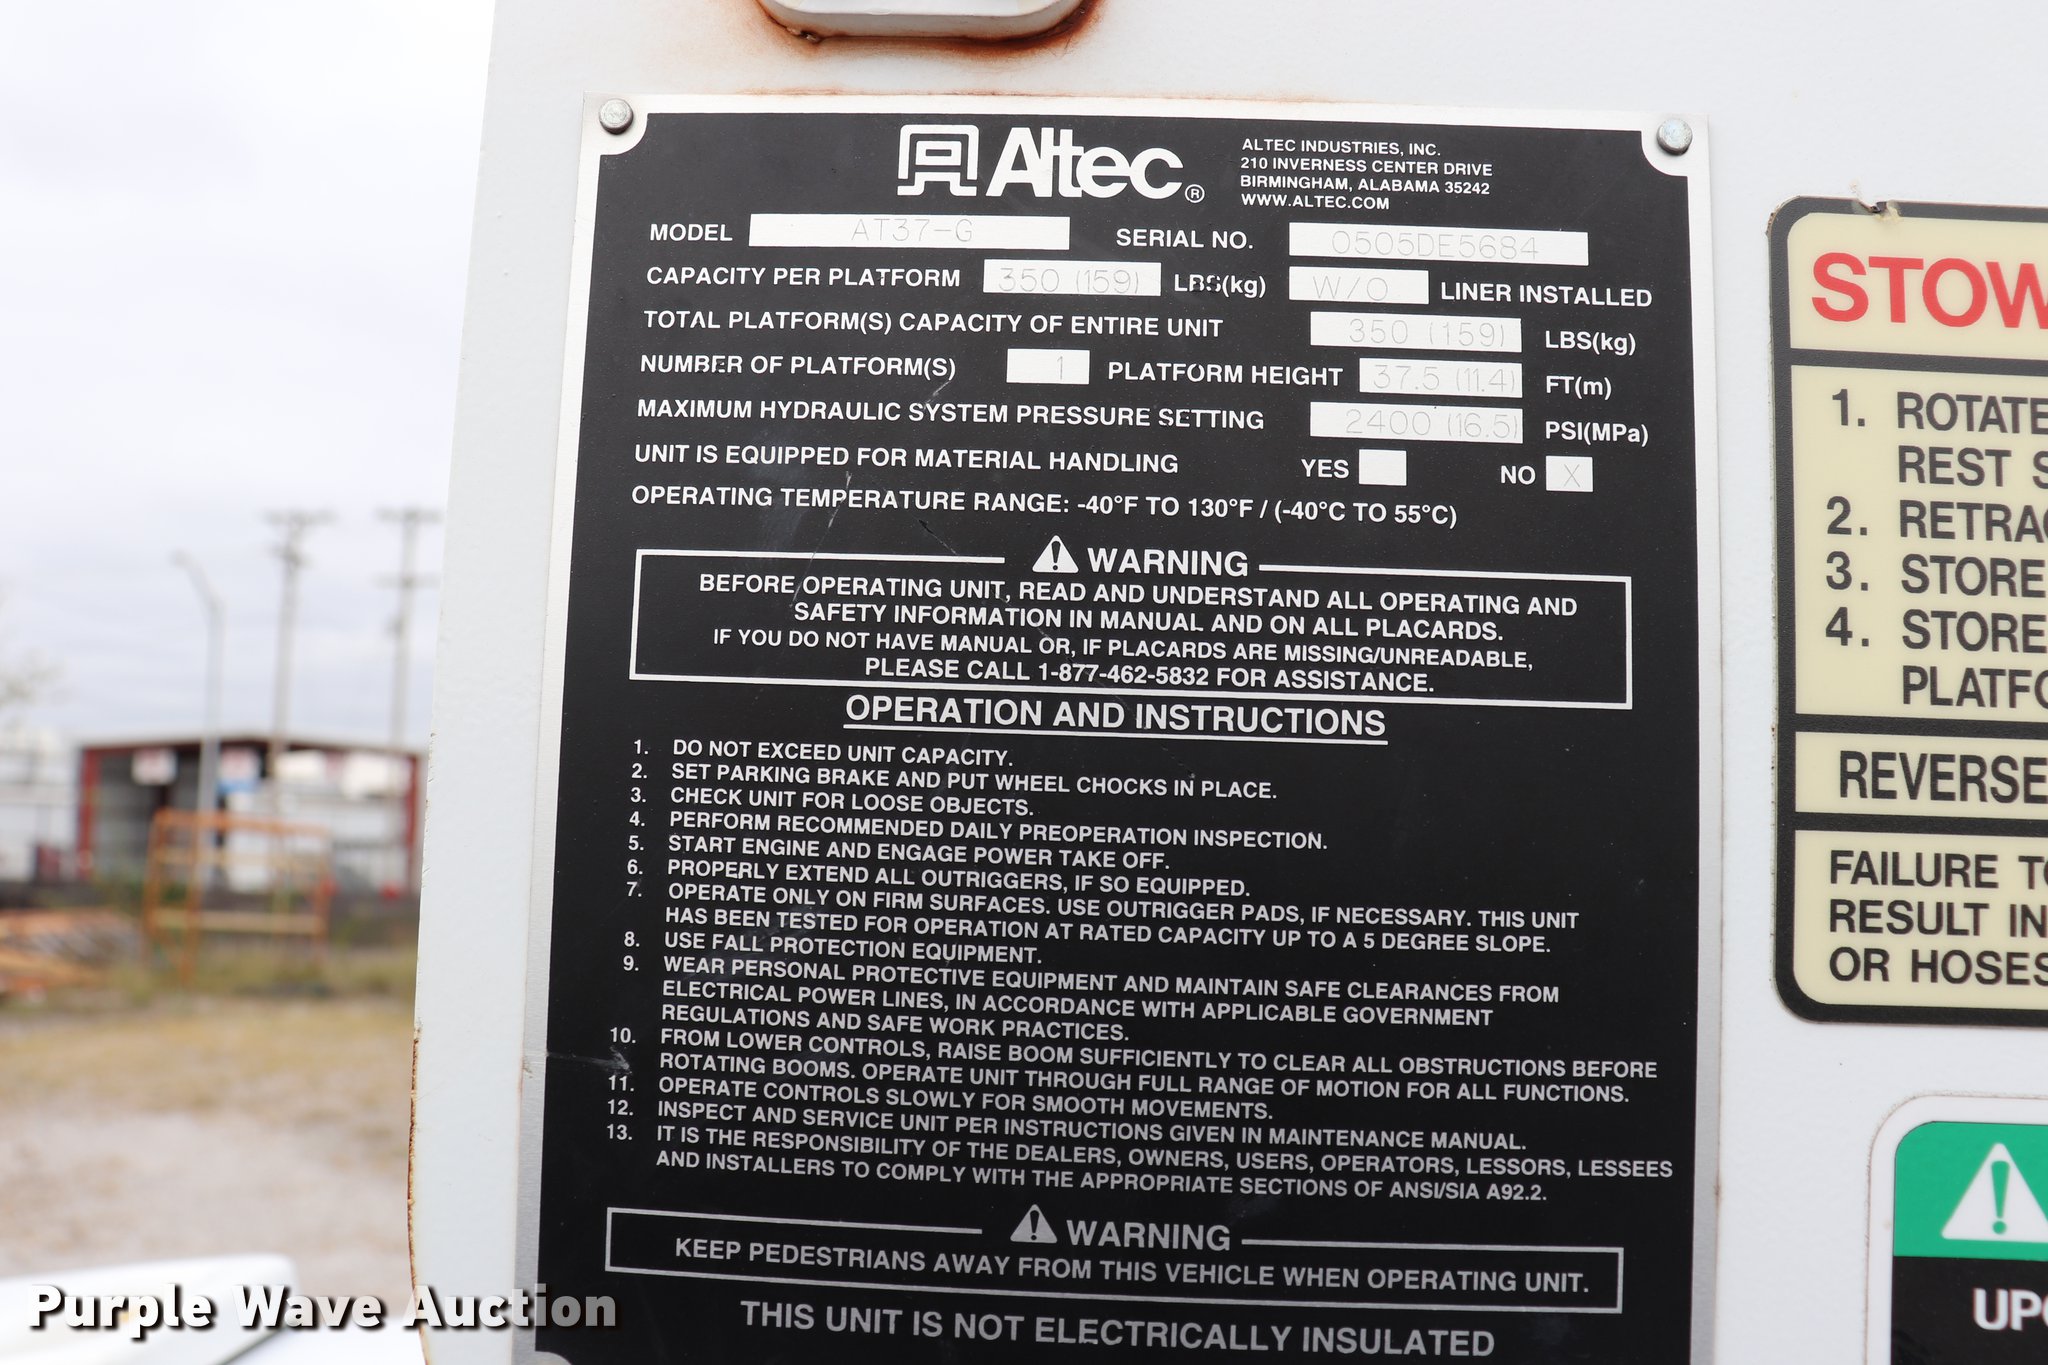 Altec®
ALTEC INDUSTRIES, INC.
210 INVERNESS CENTER DRIVE
BIRMINGHAM, ALABAMA 35242
WWW.ALTEC.COM
MODEL AT37-G SERIAL NO. 0505DE5684
CAPACITY PER PLATFORM 350 (159) LBS(kg) W/O LINER INSTALLED
TOTAL PLATFORM(S) CAPACITY OF ENTIRE UNIT 350 (159) LBS(kg)
NUMBER OF PLATFORM(S) 1 PLATFORM HEIGHT 37.5 (11.4) FT(m)
MAXIMUM HYDRAULIC SYSTEM PRESSURE SETTING 2400 (16.5) PSI(MPa)
UNIT IS EQUIPPED FOR MATERIAL HANDLING YES NO X
OPERATING TEMPERATURE RANGE: -40°F TO 130°F / (-40°C TO 55°C)
WARNING
BEFORE OPERATING UNIT, READ AND UNDERSTAND ALL OPERATING AND
SAFETY INFORMATION IN MANUAL AND ON ALL PLACARDS.
IF YOU DO NOT HAVE MANUAL OR, IF PLACARDS ARE MISSING/UNREADABLE,
PLEASE CALL 1-877-462-5832 FOR ASSISTANCE.
OPERATION AND INSTRUCTIONS
1. DO NOT EXCEED UNIT CAPACITY.
2. SET PARKING BRAKE AND PUT WHEEL CHOCKS IN PLACE.
3. CHECK UNIT FOR LOOSE OBJECTS.
4. PERFORM RECOMMENDED DAILY PREOPERATION INSPECTION.
5. START ENGINE AND ENGAGE POWER TAKE OFF.
6. PROPERLY EXTEND ALL OUTRIGGERS, IF SO EQUIPPED.
7. OPERATE ONLY ON FIRM SURFACES. USE OUTRIGGER PADS, IF NECESSARY. THIS UNIT
HAS BEEN TESTED FOR OPERATION AT RATED CAPACITY UP TO A 5 DEGREE SLOPE.
8. USE FALL PROTECTION EQUIPMENT.
9. WEAR PERSONAL PROTECTIVE EQUIPMENT AND MAINTAIN SAFE CLEARANCES FROM
ELECTRICAL POWER LINES, IN ACCORDANCE WITH APPLICABLE GOVERNMENT
REGULATIONS AND SAFE WORK PRACTICES.
10. FROM LOWER CONTROLS, RAISE BOOM SUFFICIENTLY TO CLEAR ALL OBSTRUCTIONS BEFORE
ROTATING BOOMS. OPERATE UNIT THROUGH FULL RANGE OF MOTION FOR ALL FUNCTIONS.
11. OPERATE CONTROLS SLOWLY FOR SMOOTH MOVEMENTS.
12. INSPECT AND SERVICE UNIT PER INSTRUCTIONS GIVEN IN MAINTENANCE MANUAL.
13. IT IS THE RESPONSIBILITY OF THE DEALERS, OWNERS, USERS, OPERATORS, LESSORS, LESSEES
AND INSTALLERS TO COMPLY WITH THE APPROPRIATE SECTIONS OF ANSI/SIA A92.2.
WARNING
KEEP PEDESTRIANS AWAY FROM THIS VEHICLE WHEN OPERATING UNIT.
THIS UNIT IS NOT ELECTRICALLY INSULATED
STOW
1. ROTATE
REST S
2. RETRAC
3. STORE
4. STORE
PLATFO
REVERSE
FAILURE TO
RESULT IN
OR HOSES
UPO
Purple Wave Auction